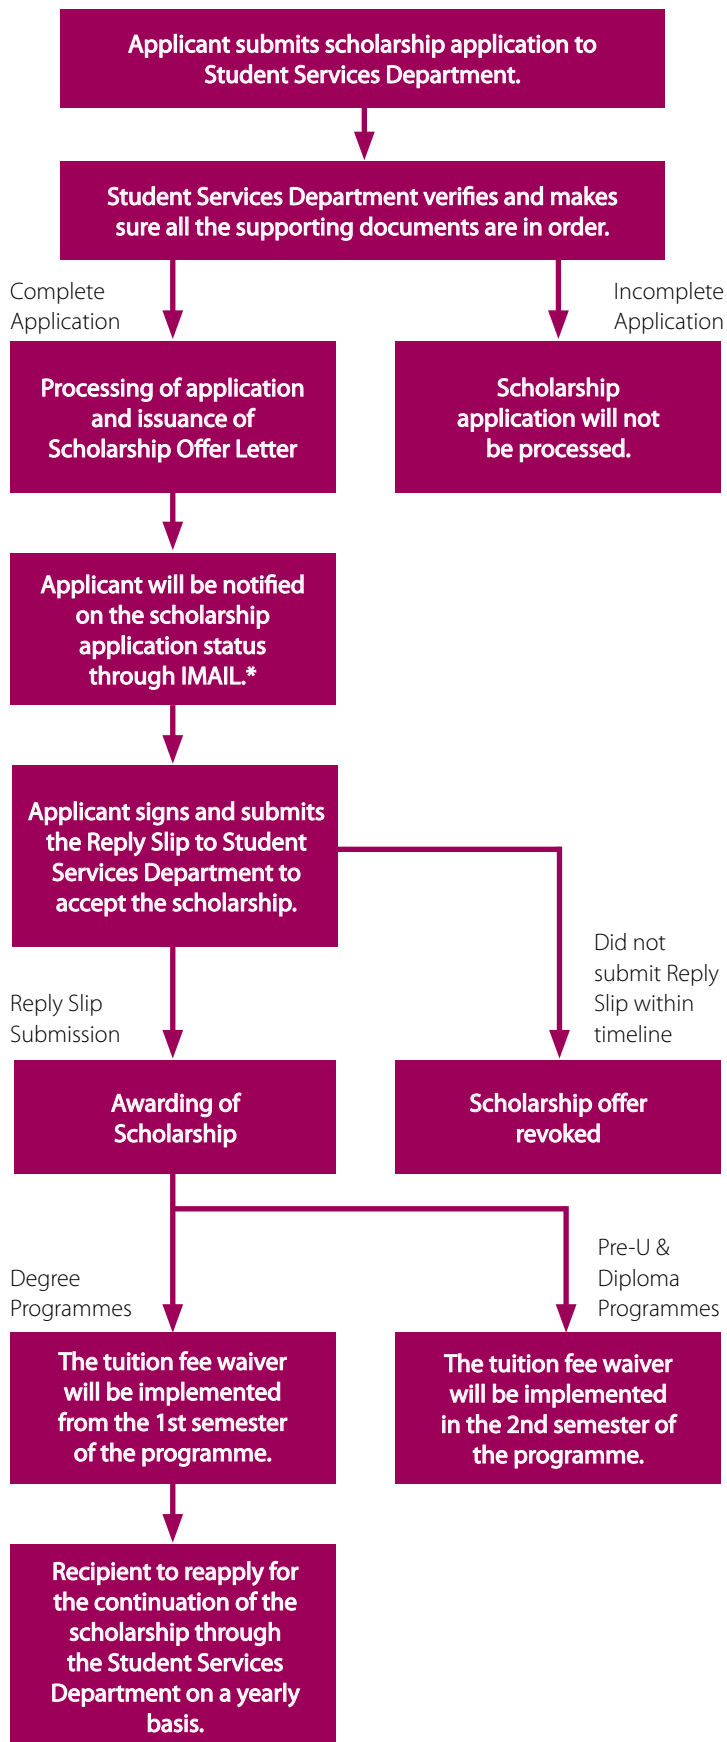 Applicant submits scholarship application to
Student Services Department.
Student Services Department verifies and makes
sure all the supporting documents are in order.
Complete
Application
Incomplete
Application
Processing of application
and issuance of
Scholarship Offer Letter
Scholarship
application will not
be processed.
Applicant will be notified
on the scholarship
application status
through IMAIL.*
Applicant signs and submits
the Reply Slip to Student
Services Department to
accept the scholarship.
Reply Slip
Submission
Did not
submit Reply
Slip within
timeline
Awarding of
Scholarship
Scholarship offer
revoked
Degree
Programmes
Pre-U &
Diploma
Programmes
The tuition fee waiver
will be implemented
from the 1st semester
of the programme.
The tuition fee waiver
will be implemented
in the 2nd semester of
the programme.
Recipient to reapply for
the continuation of the
scholarship through
the Student Services
Department on a yearly
basis.